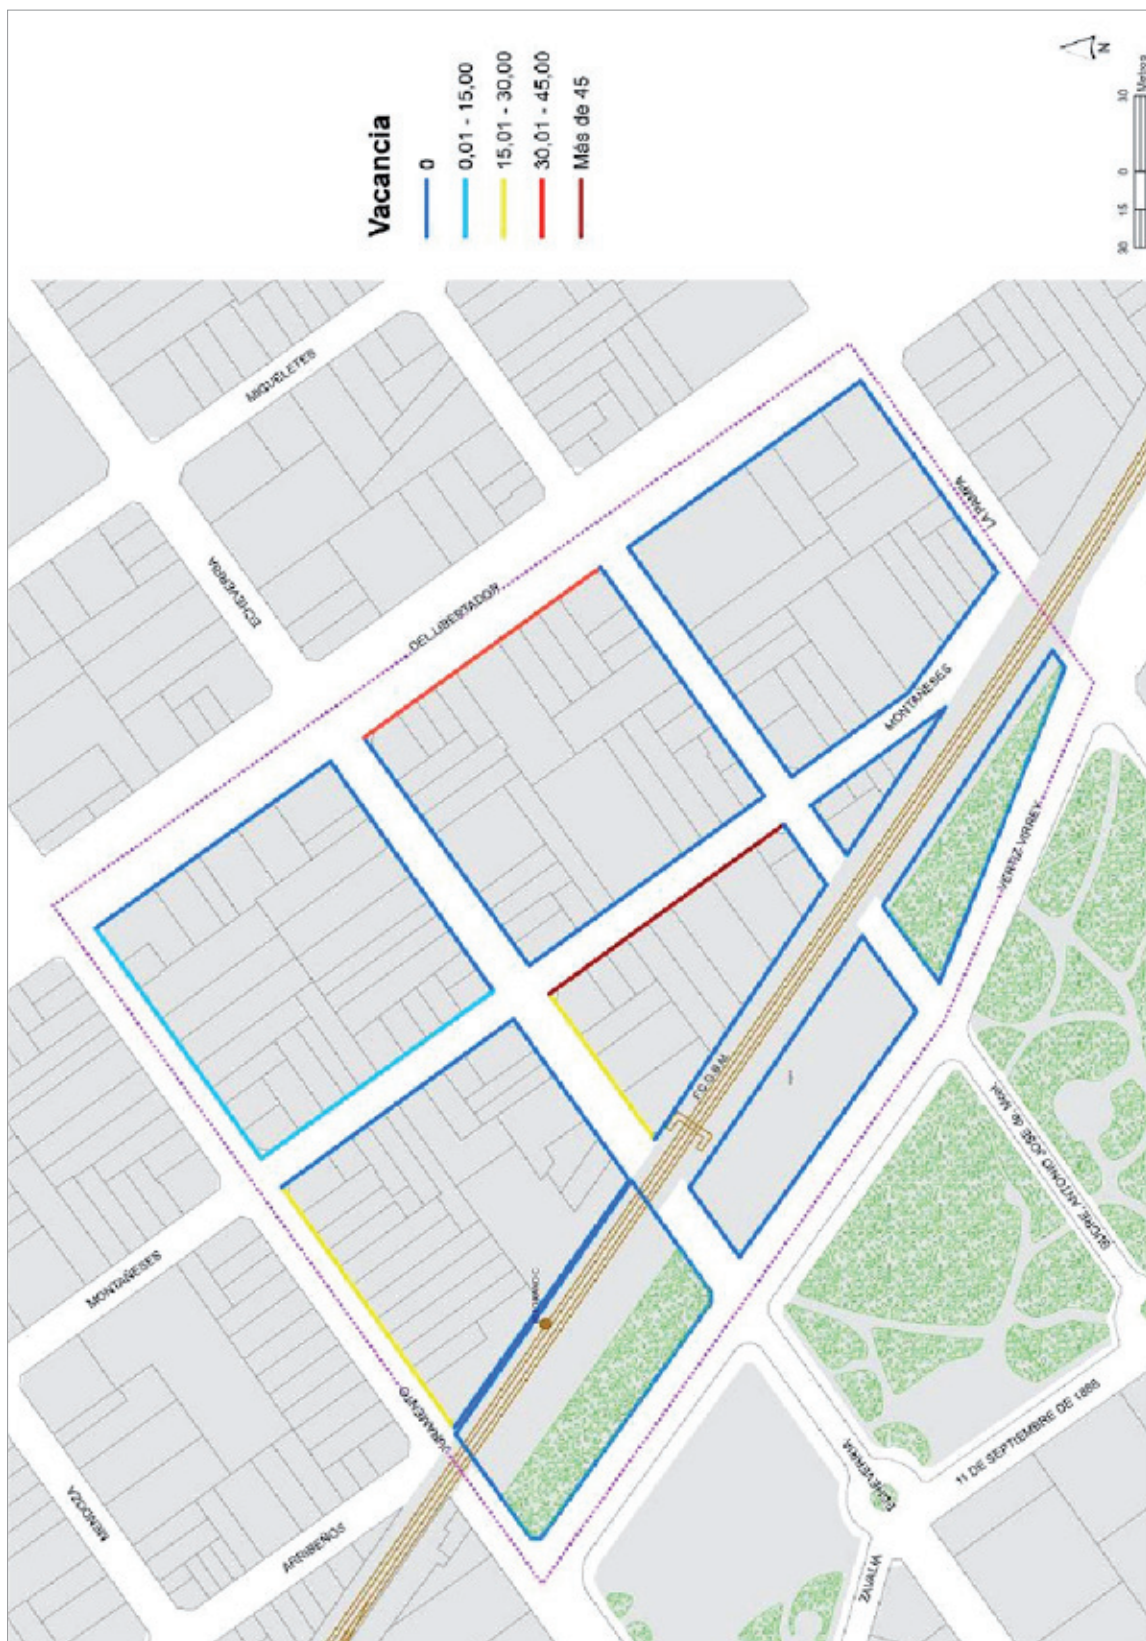 Vacancia
0
0,01 - 15,00
15,01 - 30,00
30,01 - 45,00
Más de 45
N
30 15 0 30
Metros
MIGUELETES
ECHEVERRIA
DEL LIBERTADOR
LA PAMPA
MONTAÑESES
VERTIZ VIRREY
F.C.G.B.M.
MONTAÑESES
JURAMENTO
MENDOZA
ARRIBEÑOS
SUCRE, ANTONIO JOSE de Mcal.
ECHEVERRIA
11 DE SEPTIEMBRE DE 1888
ZAVALIA